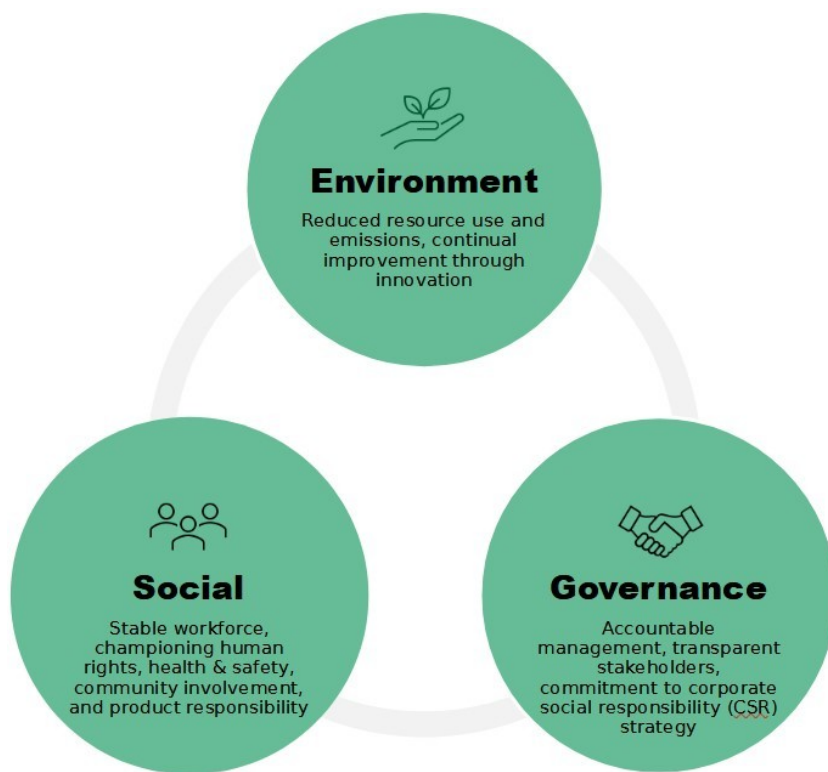 Environment
Reduced resource use and
emissions, continual
improvement through
innovation
Social
Stable workforce,
championing human
rights, health & safety,
community involvement,
and product responsibility
Governance
Accountable
management, transparent
stakeholders,
commitment to corporate
social responsibility (CSR)
strategy